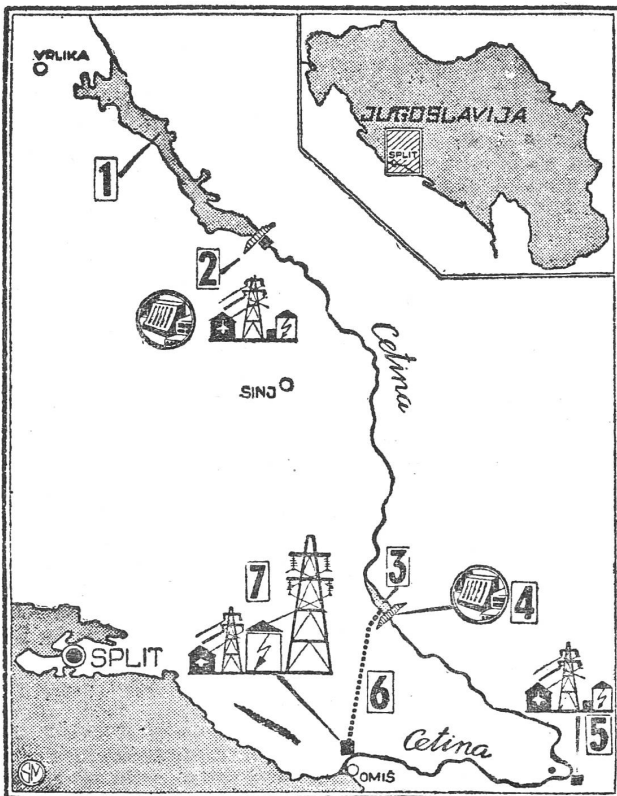 VRLIKA
JUGOSLAVIJA
SPLIT
1
2
Cetina
SINJ
3
7
4
SPLIT
6
5
Cetina
OMIŠ